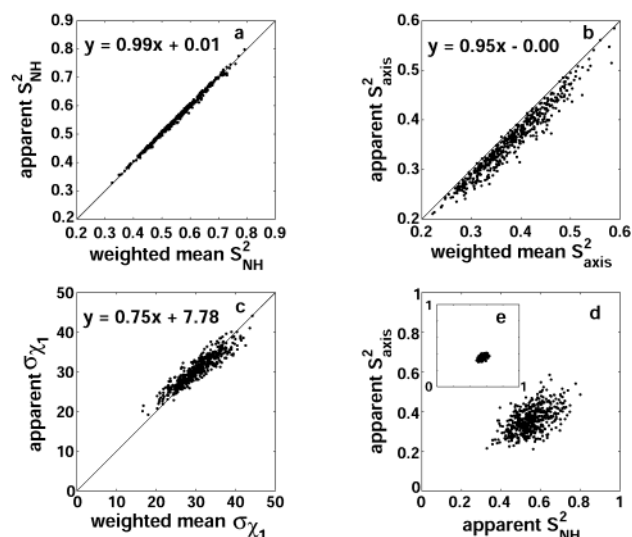 y = 0.99x + 0.01
a
apparent S²NH
0.9
0.8
0.7
0.6
0.5
0.4
0.3
0.2
0.2 0.3 0.4 0.5 0.6 0.7 0.8 0.9
weighted mean S²NH
y = 0.95x - 0.00
b
apparent S²axis
0.6
0.5
0.4
0.3
0.2
0.2 0.3 0.4 0.5 0.6
weighted mean S²axis
y = 0.75x + 7.78
c
apparent σχ₁
50
40
30
20
10
0
0 10 20 30 40 50
weighted mean σχ₁
d
e
1
0
1
apparent S²axis
1
0.8
0.6
0.4
0.2
0
0 0.2 0.4 0.6 0.8 1
apparent S²NH